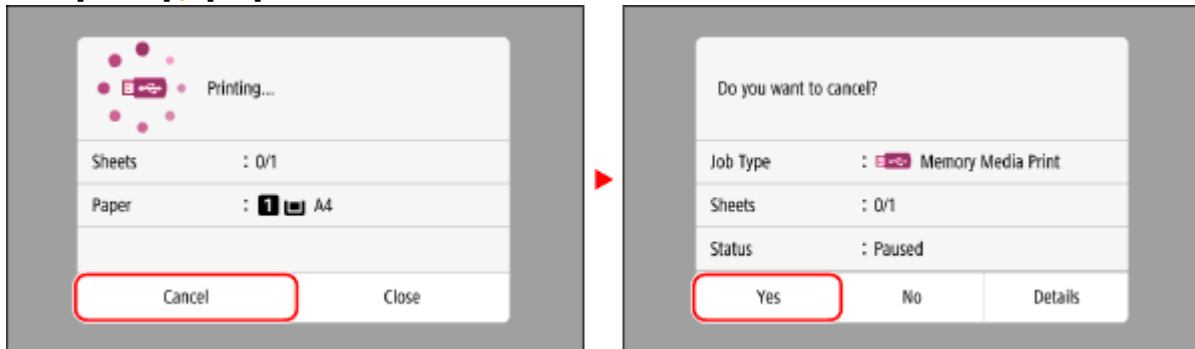 Printing...
Sheets : 0/1
Paper : 1 A4
Cancel Close
Do you want to cancel?
Job Type : Memory Media Print
Sheets : 0/1
Status : Paused
Yes No Details